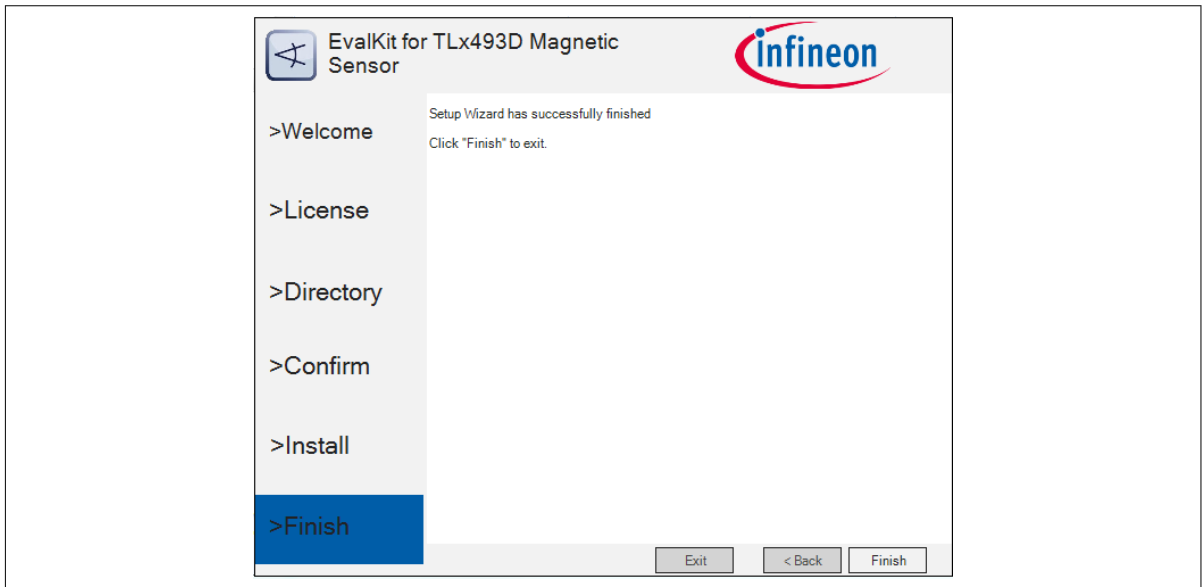 EvalKit for TLx493D Magnetic
Sensor
infineon
>Welcome
Setup Wizard has successfully finished
Click "Finish" to exit.
>License
>Directory
>Confirm
>Install
>Finish
Exit
< Back
Finish